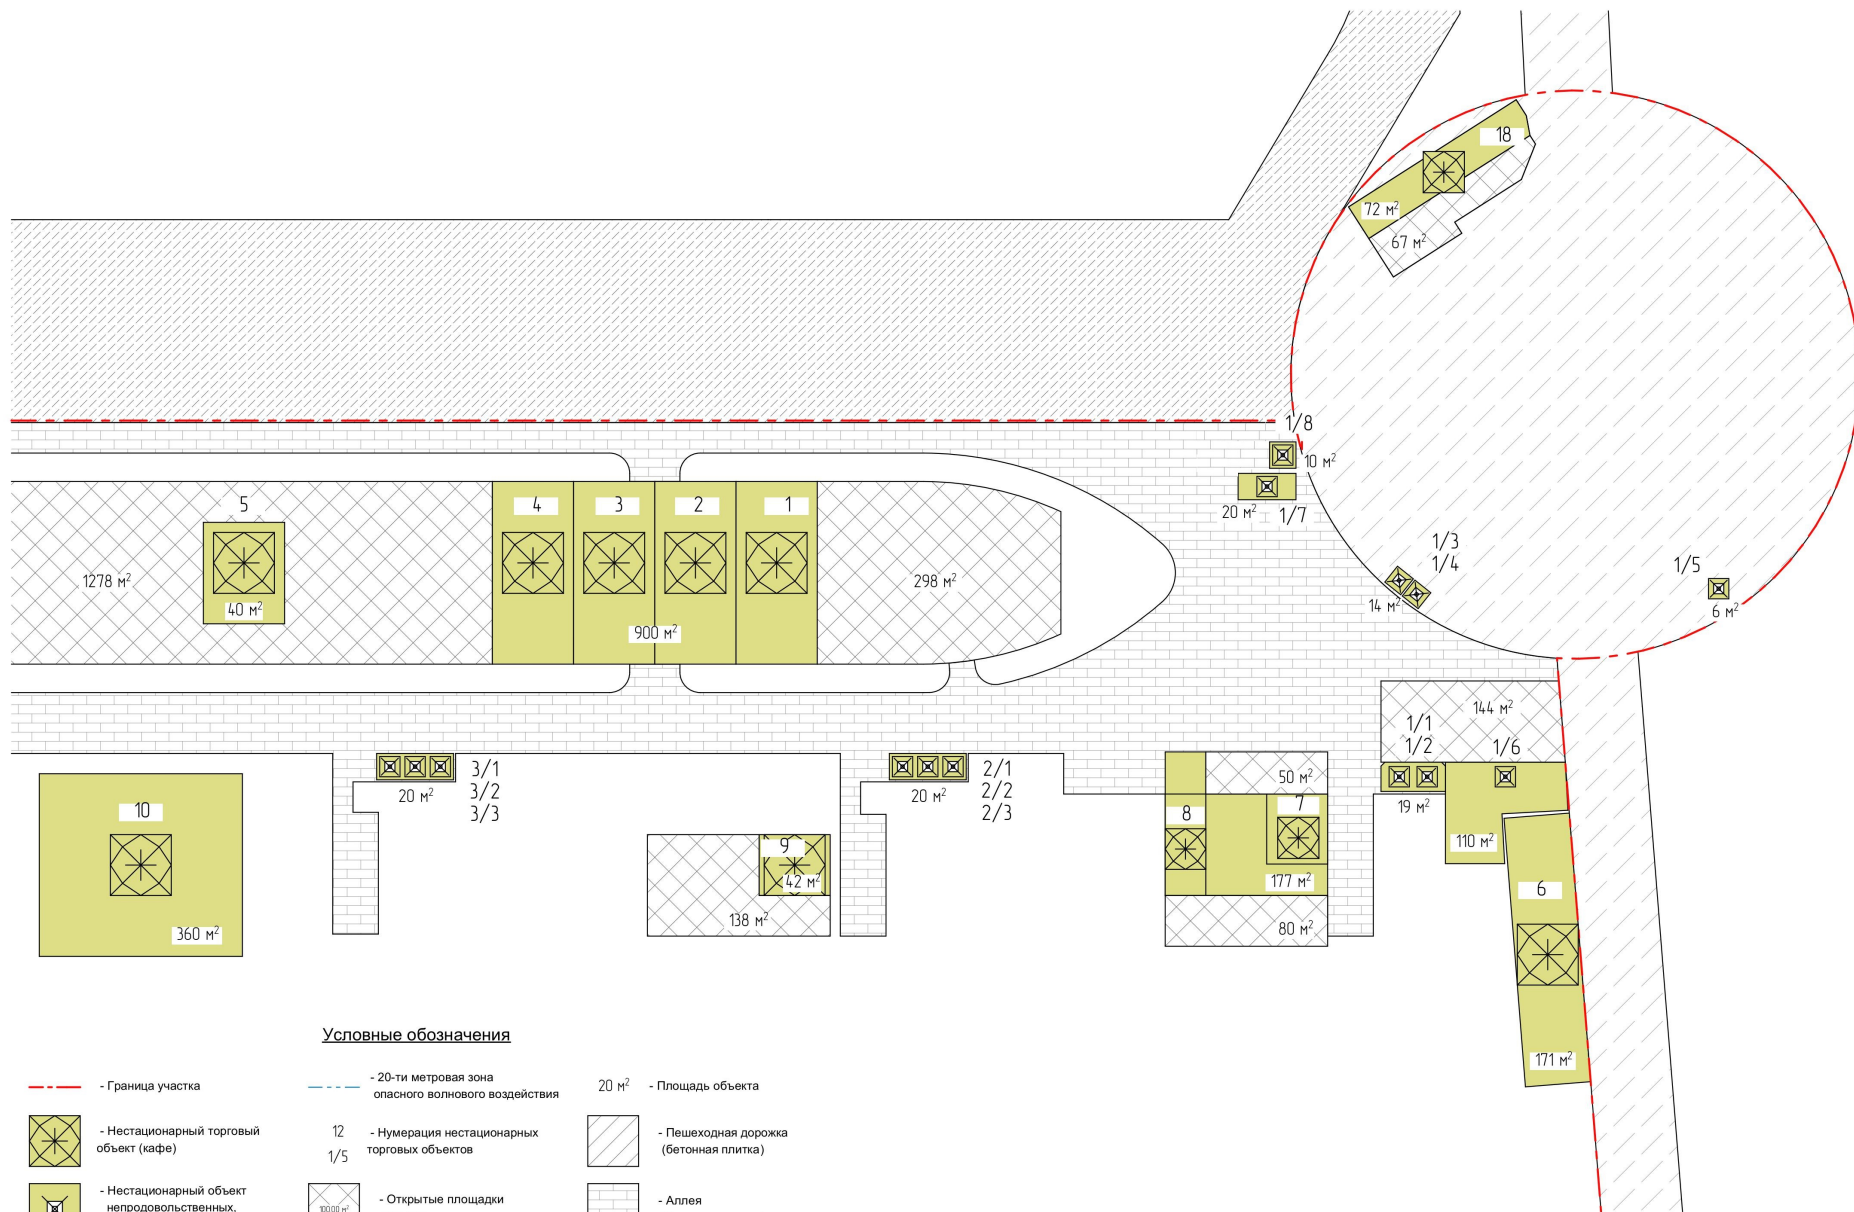 18
72 м²
67 м²
1/8
10 м²
20 м²
1/7
1/3
1/4
14 м²
1/5
6 м²
5
4
3
2
1
1278 м²
40 м²
900 м²
298 м²
144 м²
1/1
1/2
1/6
19 м²
110 м²
6
171 м²
3/1
3/2
3/3
20 м²
2/1
2/2
2/3
20 м²
50 м²
7
8
177 м²
80 м²
9
42 м²
138 м²
10
360 м²
Условные обозначения
- Граница участка
- 20-ти метровая зона
опасного волнового воздействия
20 м² - Площадь объекта
- Нестационарный торговый
объект (кафе)
12
1/5
- Нумерация нестационарных
торговых объектов
- Пешеходная дорожка
(бетонная плитка)
- Нестационарный объект
непродовольственных,
100.00 м²
- Открытые площадки
- Аллея